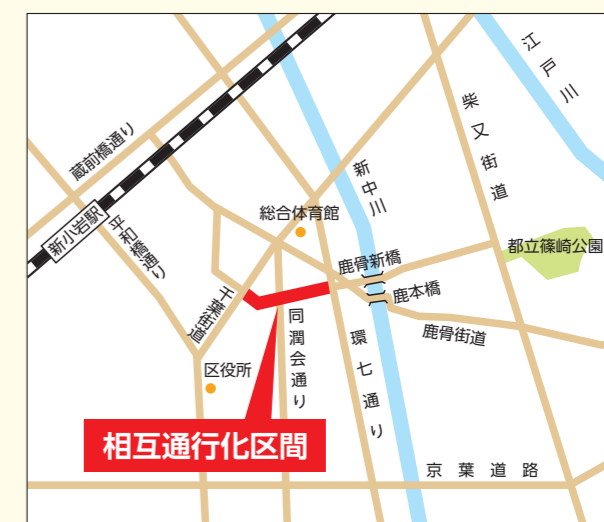 江戸川
柴又街道
蔵前橋通り
新中川
総合体育館
新小岩駅
平和橋通り
都立篠崎公園
鹿骨新橋
鹿本橋
千葉街道
鹿骨街道
同潤会通り
環七通り
区役所
相互通行化区間
京葉道路